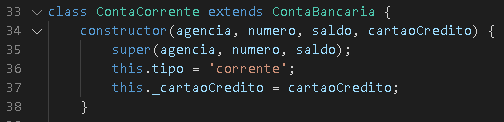 33 class ContaCorrente extends ContaBancaria {
34     constructor(agencia, numero, saldo, cartaoCredito) {
35         super(agencia, numero, saldo);
36         this.tipo = 'corrente';
37         this._cartaoCredito = cartaoCredito;
38     }